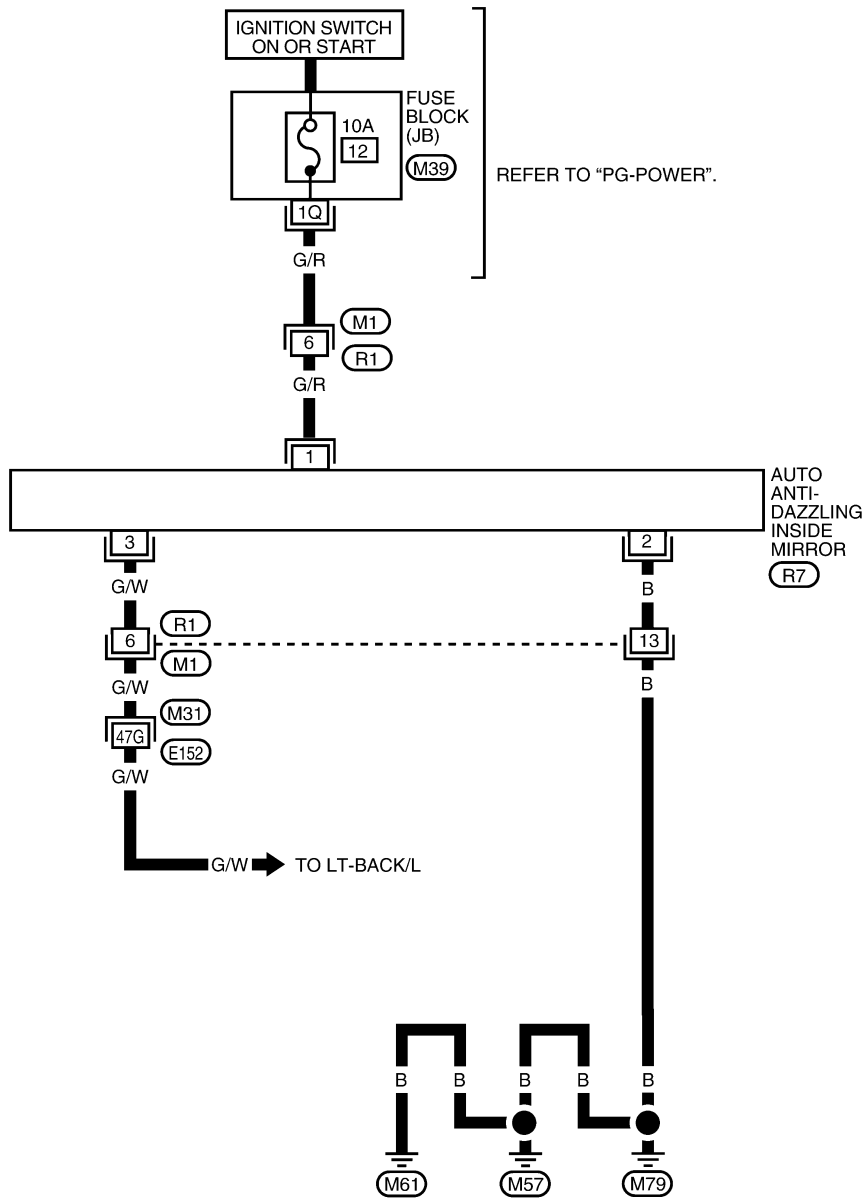 IGNITION SWITCH
ON OR START
FUSE
BLOCK
(JB)
10A
12
M39
REFER TO “PG-POWER”.
1Q
G/R
M1
6
R1
G/R
1
AUTO
ANTI-
DAZZLING
INSIDE
MIRROR
R7
3
2
G/W
B
R1
6
13
M1
G/W
B
M31
47G
E152
G/W
G/W
TO LT-BACK/L
B
B
B
B
B
M61
M57
M79